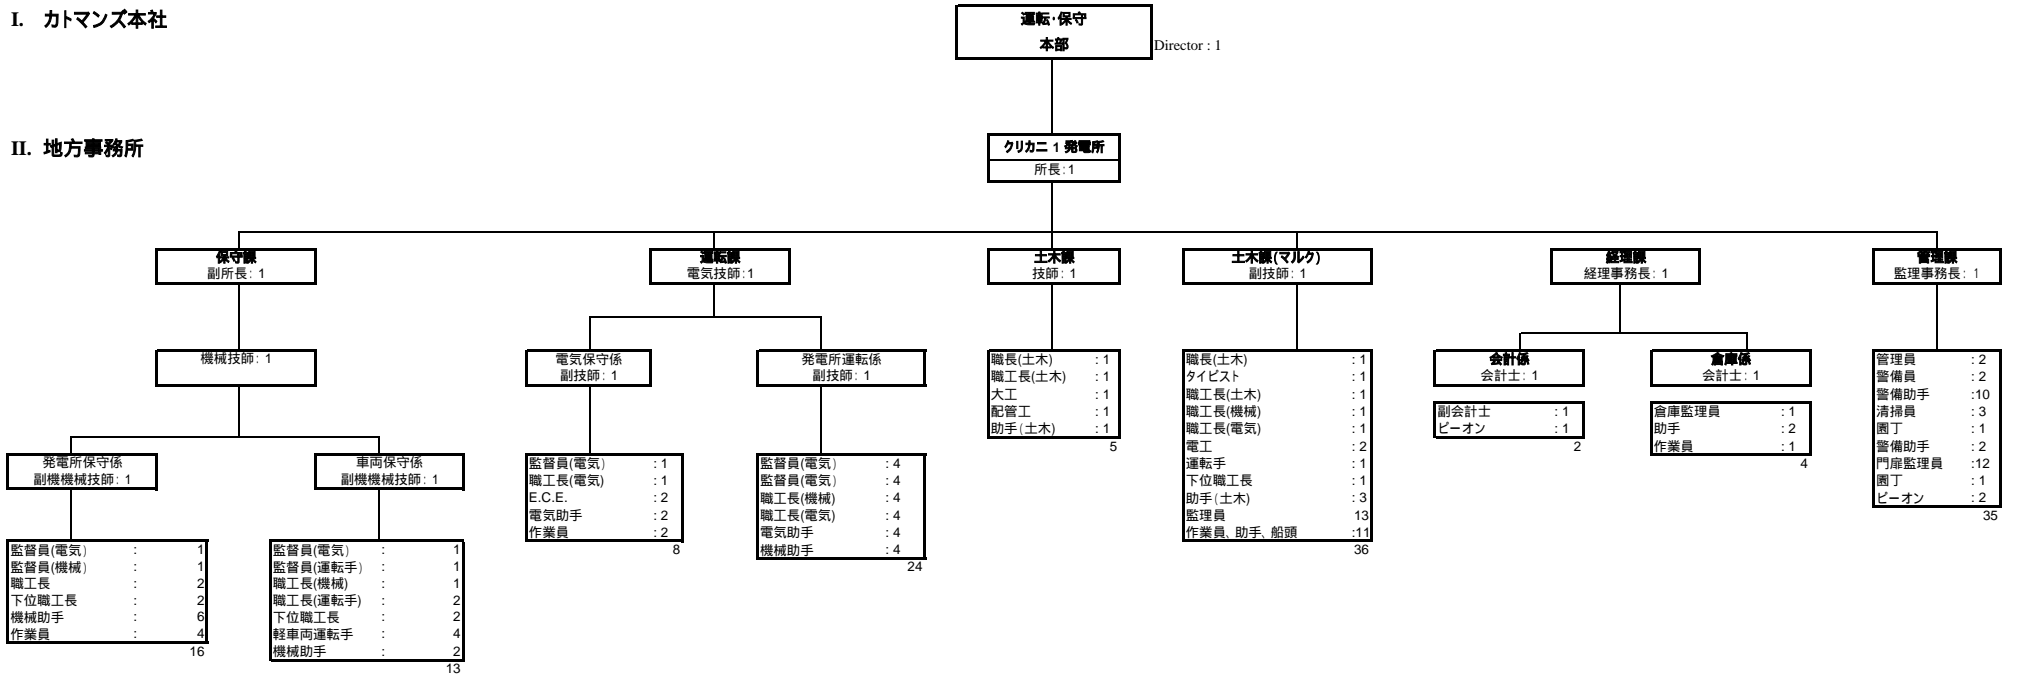 I. カトマンズ本社
運転・保守
本部
Director : 1
II. 地方事務所
クリカニ 1 発電所
所長:1
保守課
副所長: 1
運転課
電気技師:1
土木課
技師: 1
土木課(マルク)
副技師: 1
経理課
経理事務長: 1
管理課
監理事務長: 1
機械技師: 1
発電所保守係
副機機械技師: 1
監督員(電気) : 1
監督員(機械) : 1
職工長 : 2
下位職工長 : 2
機械助手 : 6
作業員 : 4
16
車両保守係
副機機械技師: 1
監督員(電気) : 1
監督員(運転手) : 1
職工長(機械) : 1
職工長(運転手) : 2
下位職工長 : 2
軽車両運転手 : 4
機械助手 : 2
13
電気保守係
副技師: 1
監督員(電気) : 1
職工長(電気) : 1
E.C.E. : 2
電気助手 : 2
作業員 : 2
8
発電所運転係
副技師: 1
監督員(電気) : 4
監督員(電気) : 4
職工長(機械) : 4
職工長(電気) : 4
電気助手 : 4
機械助手 : 4
24
職長(土木) : 1
職工長(土木) : 1
大工 : 1
配管工 : 1
助手(土木) : 1
5
職長(土木) : 1
タイピスト : 1
職工長(土木) : 1
職工長(機械) : 1
職工長(電気) : 1
電工 : 2
運転手 : 1
下位職工長 : 1
助手(土木) : 3
監理員 13
作業員、助手、船頭 :11
36
会計係
会計士: 1
副会計士 : 1
ピーオン : 1
2
倉庫係
会計士: 1
倉庫監理員 : 1
助手 : 2
作業員 : 1
4
管理員 : 2
警備員 : 2
警備助手 :10
清掃員 : 3
園丁 : 1
警備助手 : 2
門扉監理員 :12
園丁 : 1
ピーオン : 2
35